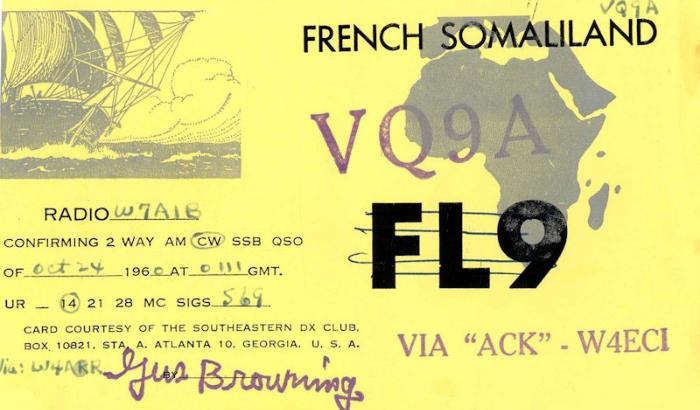 VQ9A
FRENCH SOMALILAND
VQ9A
FL9
RADIO W7AIB
CONFIRMING 2 WAY AM CW SSB QSO
OF Oct 24 1960 AT 0111 GMT.
UR 14 21 28 MC SIGS 569
CARD COURTESY OF THE SOUTHEASTERN DX CLUB,
BOX, 10821, STA, A. ATLANTA 10, GEORGIA, U. S. A.
VIA "ACK" - W4ECI
Via: W4ARR
BY Gus Browning